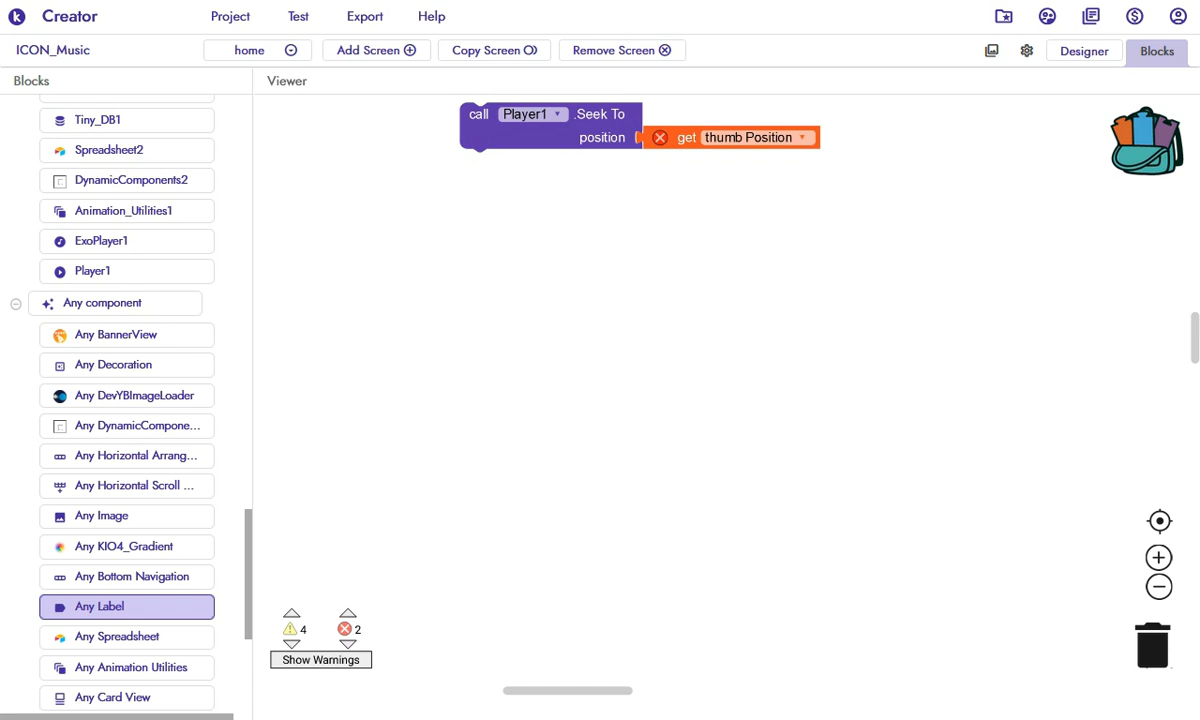 Creator
Project
Test
Export
Help
ICON_Music
home
Add Screen
Copy Screen
Remove Screen
Designer
Blocks
Blocks
Viewer
Tiny_DB1
Spreadsheet2
DynamicComponents2
Animation_Utilities1
ExoPlayer1
Player1
Any component
Any BannerView
Any Decoration
Any DevYBImageLoader
Any DynamicCompone...
Any Horizontal Arrang...
Any Horizontal Scroll ...
Any Image
Any KIO4_Gradient
Any Bottom Navigation
Any Label
Any Spreadsheet
Any Animation Utilities
Any Card View
call Player1 .Seek To
position get thumb Position
4 2
Show Warnings